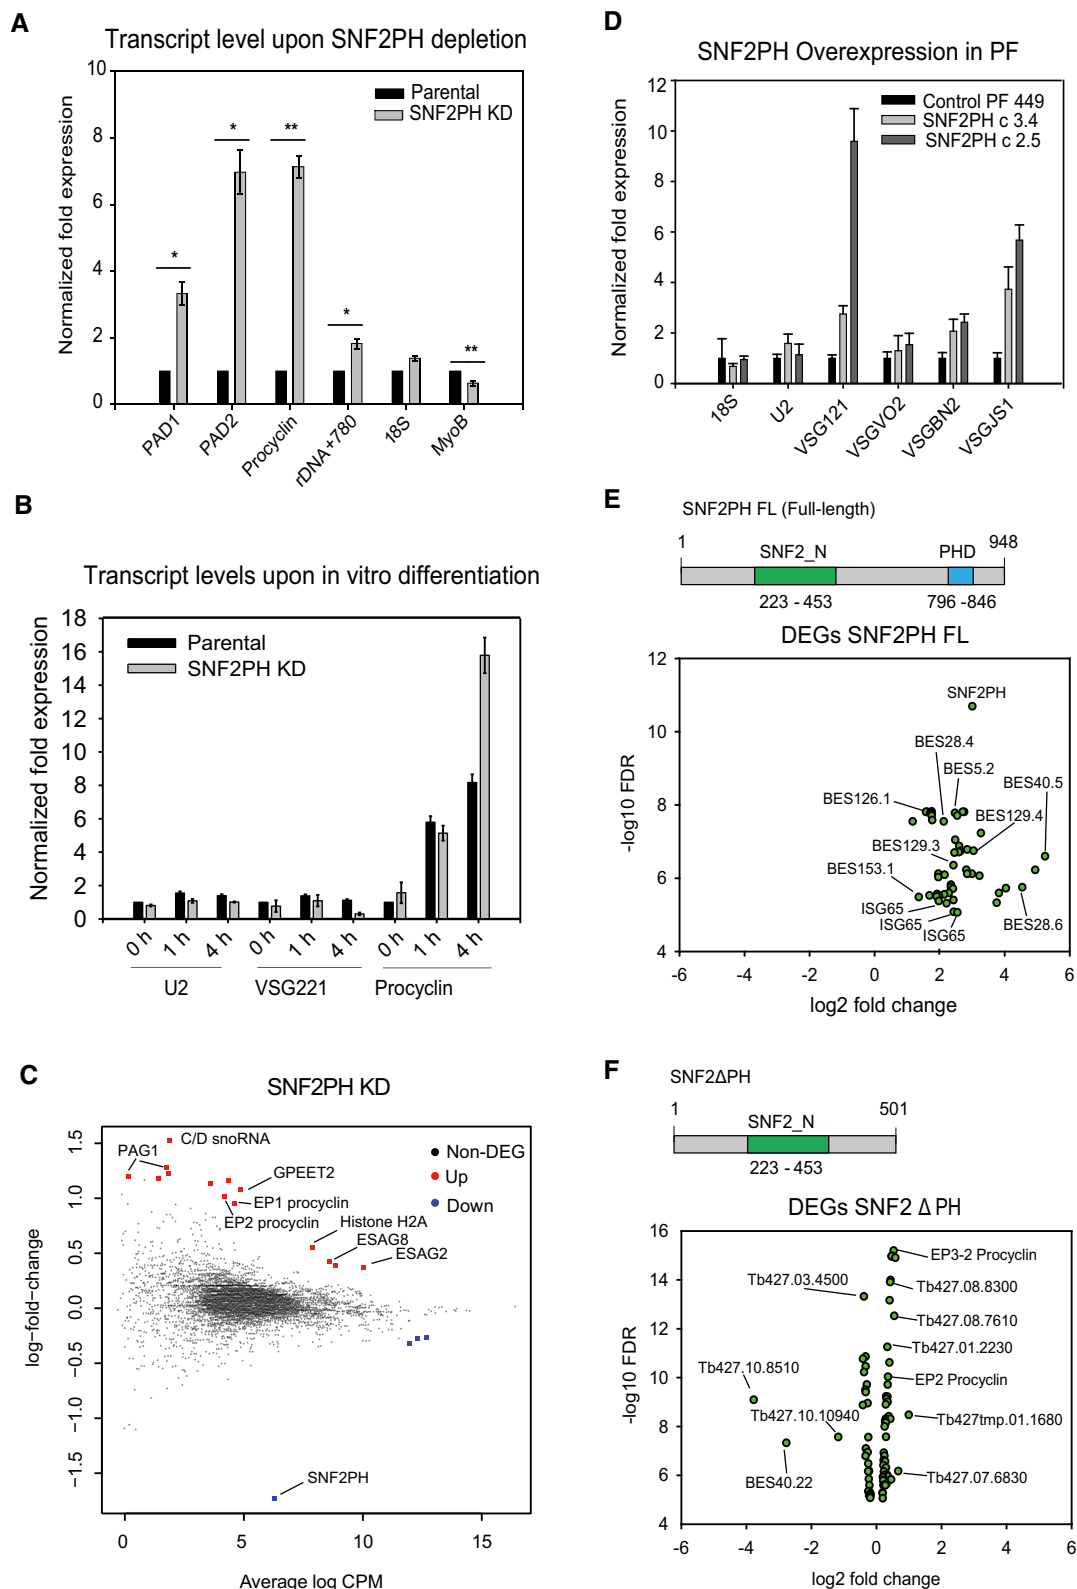 A
Transcript level upon SNF2PH depletion
Normalized fold expression
10
8
6
4
2
0
Parental
SNF2PH KD
*
*
**
*
**
PAD1
PAD2
Procyclin
rDNA+780
18S
MyoB
B
Transcript levels upon in vitro differentiation
Normalized fold expression
18
16
14
12
10
8
6
4
2
0
Parental
SNF2PH KD
0 h
1 h
4 h
0 h
1 h
4 h
0 h
1 h
4 h
U2
VSG221
Procyclin
C
SNF2PH KD
log-fold-change
1.5
1.0
0.5
0.0
−0.5
−1.0
−1.5
PAG1
C/D snoRNA
Non-DEG
Up
Down
GPEET2
EP1 procyclin
EP2 procyclin
Histone H2A
ESAG8
ESAG2
SNF2PH
0
5
10
15
Average log CPM
D
SNF2PH Overexpression in PF
Normalized fold expression
12
10
8
6
4
2
0
Control PF 449
SNF2PH c 3.4
SNF2PH c 2.5
18S
U2
VSG121
VSGVO2
VSGBN2
VSGJS1
E
SNF2PH FL (Full-length)
1
SNF2_N
PHD
948
223 - 453
796 -846
DEGs SNF2PH FL
-log10 FDR
12
10
8
6
4
SNF2PH
BES28.4
BES5.2
BES40.5
BES126.1
BES129.4
BES129.3
BES153.1
ISG65
ISG65
ISG65
BES28.6
-6
-4
-2
0
2
4
6
log2 fold change
F
SNF2ΔPH
1
SNF2_N
501
223 - 453
DEGs SNF2 Δ PH
-log10 FDR
16
14
12
10
8
6
4
EP3-2 Procyclin
Tb427.03.4500
Tb427.08.8300
Tb427.08.7610
Tb427.01.2230
Tb427.10.8510
EP2 Procyclin
Tb427.10.10940
Tb427tmp.01.1680
BES40.22
Tb427.07.6830
-6
-4
-2
0
2
4
6
log2 fold change